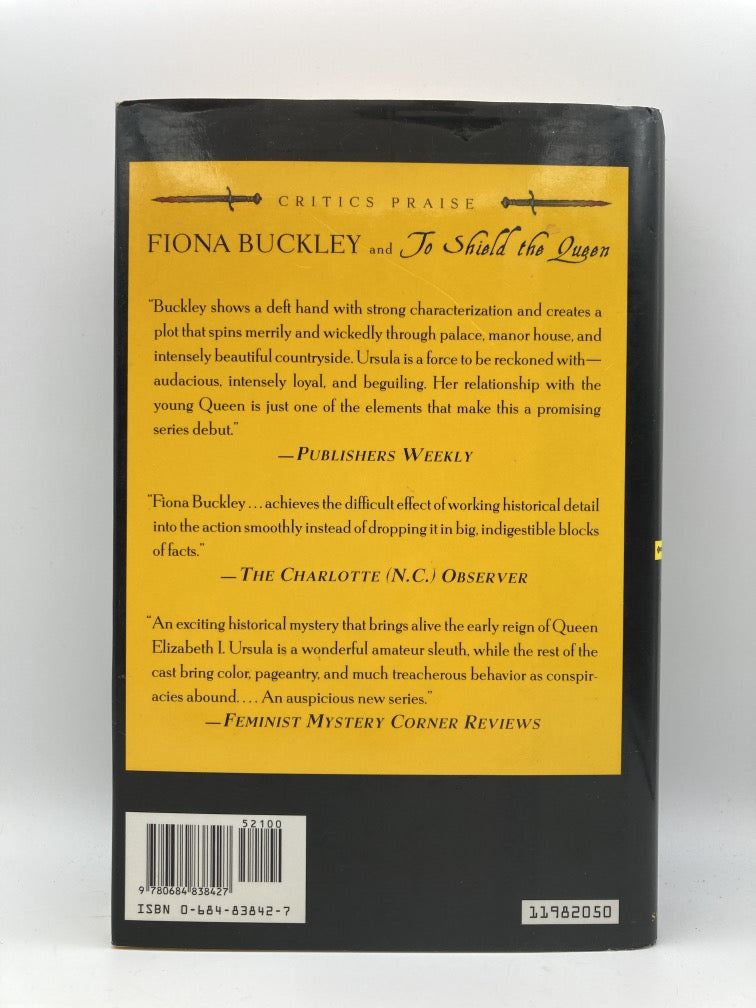 CRITICS PRAISE
FIONA BUCKLEY and To Shield the Queen
"Buckley shows a deft hand with strong characterization and creates a
plot that spins merrily and wickedly through palace, manor house, and
intensely beautiful countryside. Ursula is a force to be reckoned with—
audacious, intensely loyal, and beguiling. Her relationship with the
young Queen is just one of the elements that make this a promising
series debut."
—PUBLISHERS WEEKLY
"Fiona Buckley . . . achieves the difficult effect of working historical detail
into the action smoothly instead of dropping it in big, indigestible blocks
of facts."
—THE CHARLOTTE (N.C.) OBSERVER
"An exciting historical mystery that brings alive the early reign of Queen
Elizabeth I. Ursula is a wonderful amateur sleuth, while the rest of the
cast bring color, pageantry, and much treacherous behavior as conspir-
acies abound. . . . An auspicious new series."
—FEMINIST MYSTERY CORNER REVIEWS
52100
9 780684 838427
ISBN 0-684-83842-7
11982050